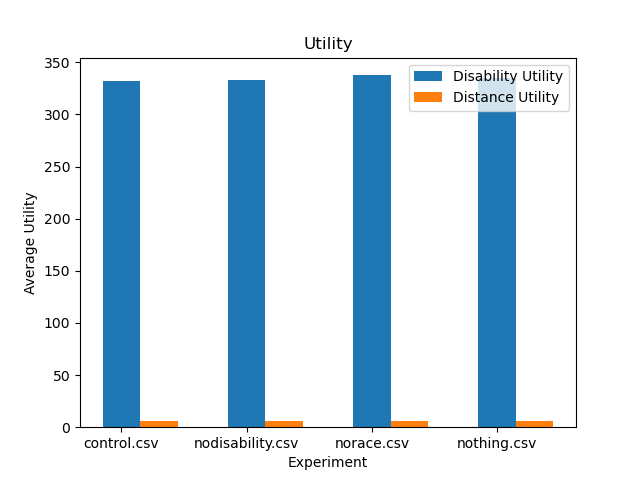 Utility
Disability Utility
Distance Utility
Average Utility
350
300
250
200
150
100
50
0
control.csv
nodisability.csv
norace.csv
nothing.csv
Experiment